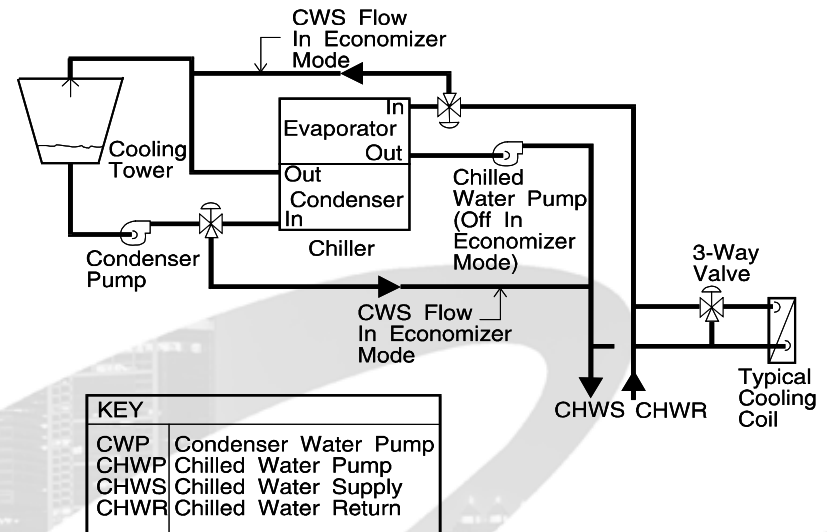 CWS Flow
In Economizer
Mode
In
Evaporator
Out
Cooling
Tower
Out
Condenser
In
Chiller
Chilled
Water Pump
(Off In
Economizer
Mode)
Condenser
Pump
3-Way
Valve
CWS Flow
In Economizer
Mode
Typical
Cooling
Coil
CHWS CHWR
KEY
CWP Condenser Water Pump
CHWP Chilled Water Pump
CHWS Chilled Water Supply
CHWR Chilled Water Return